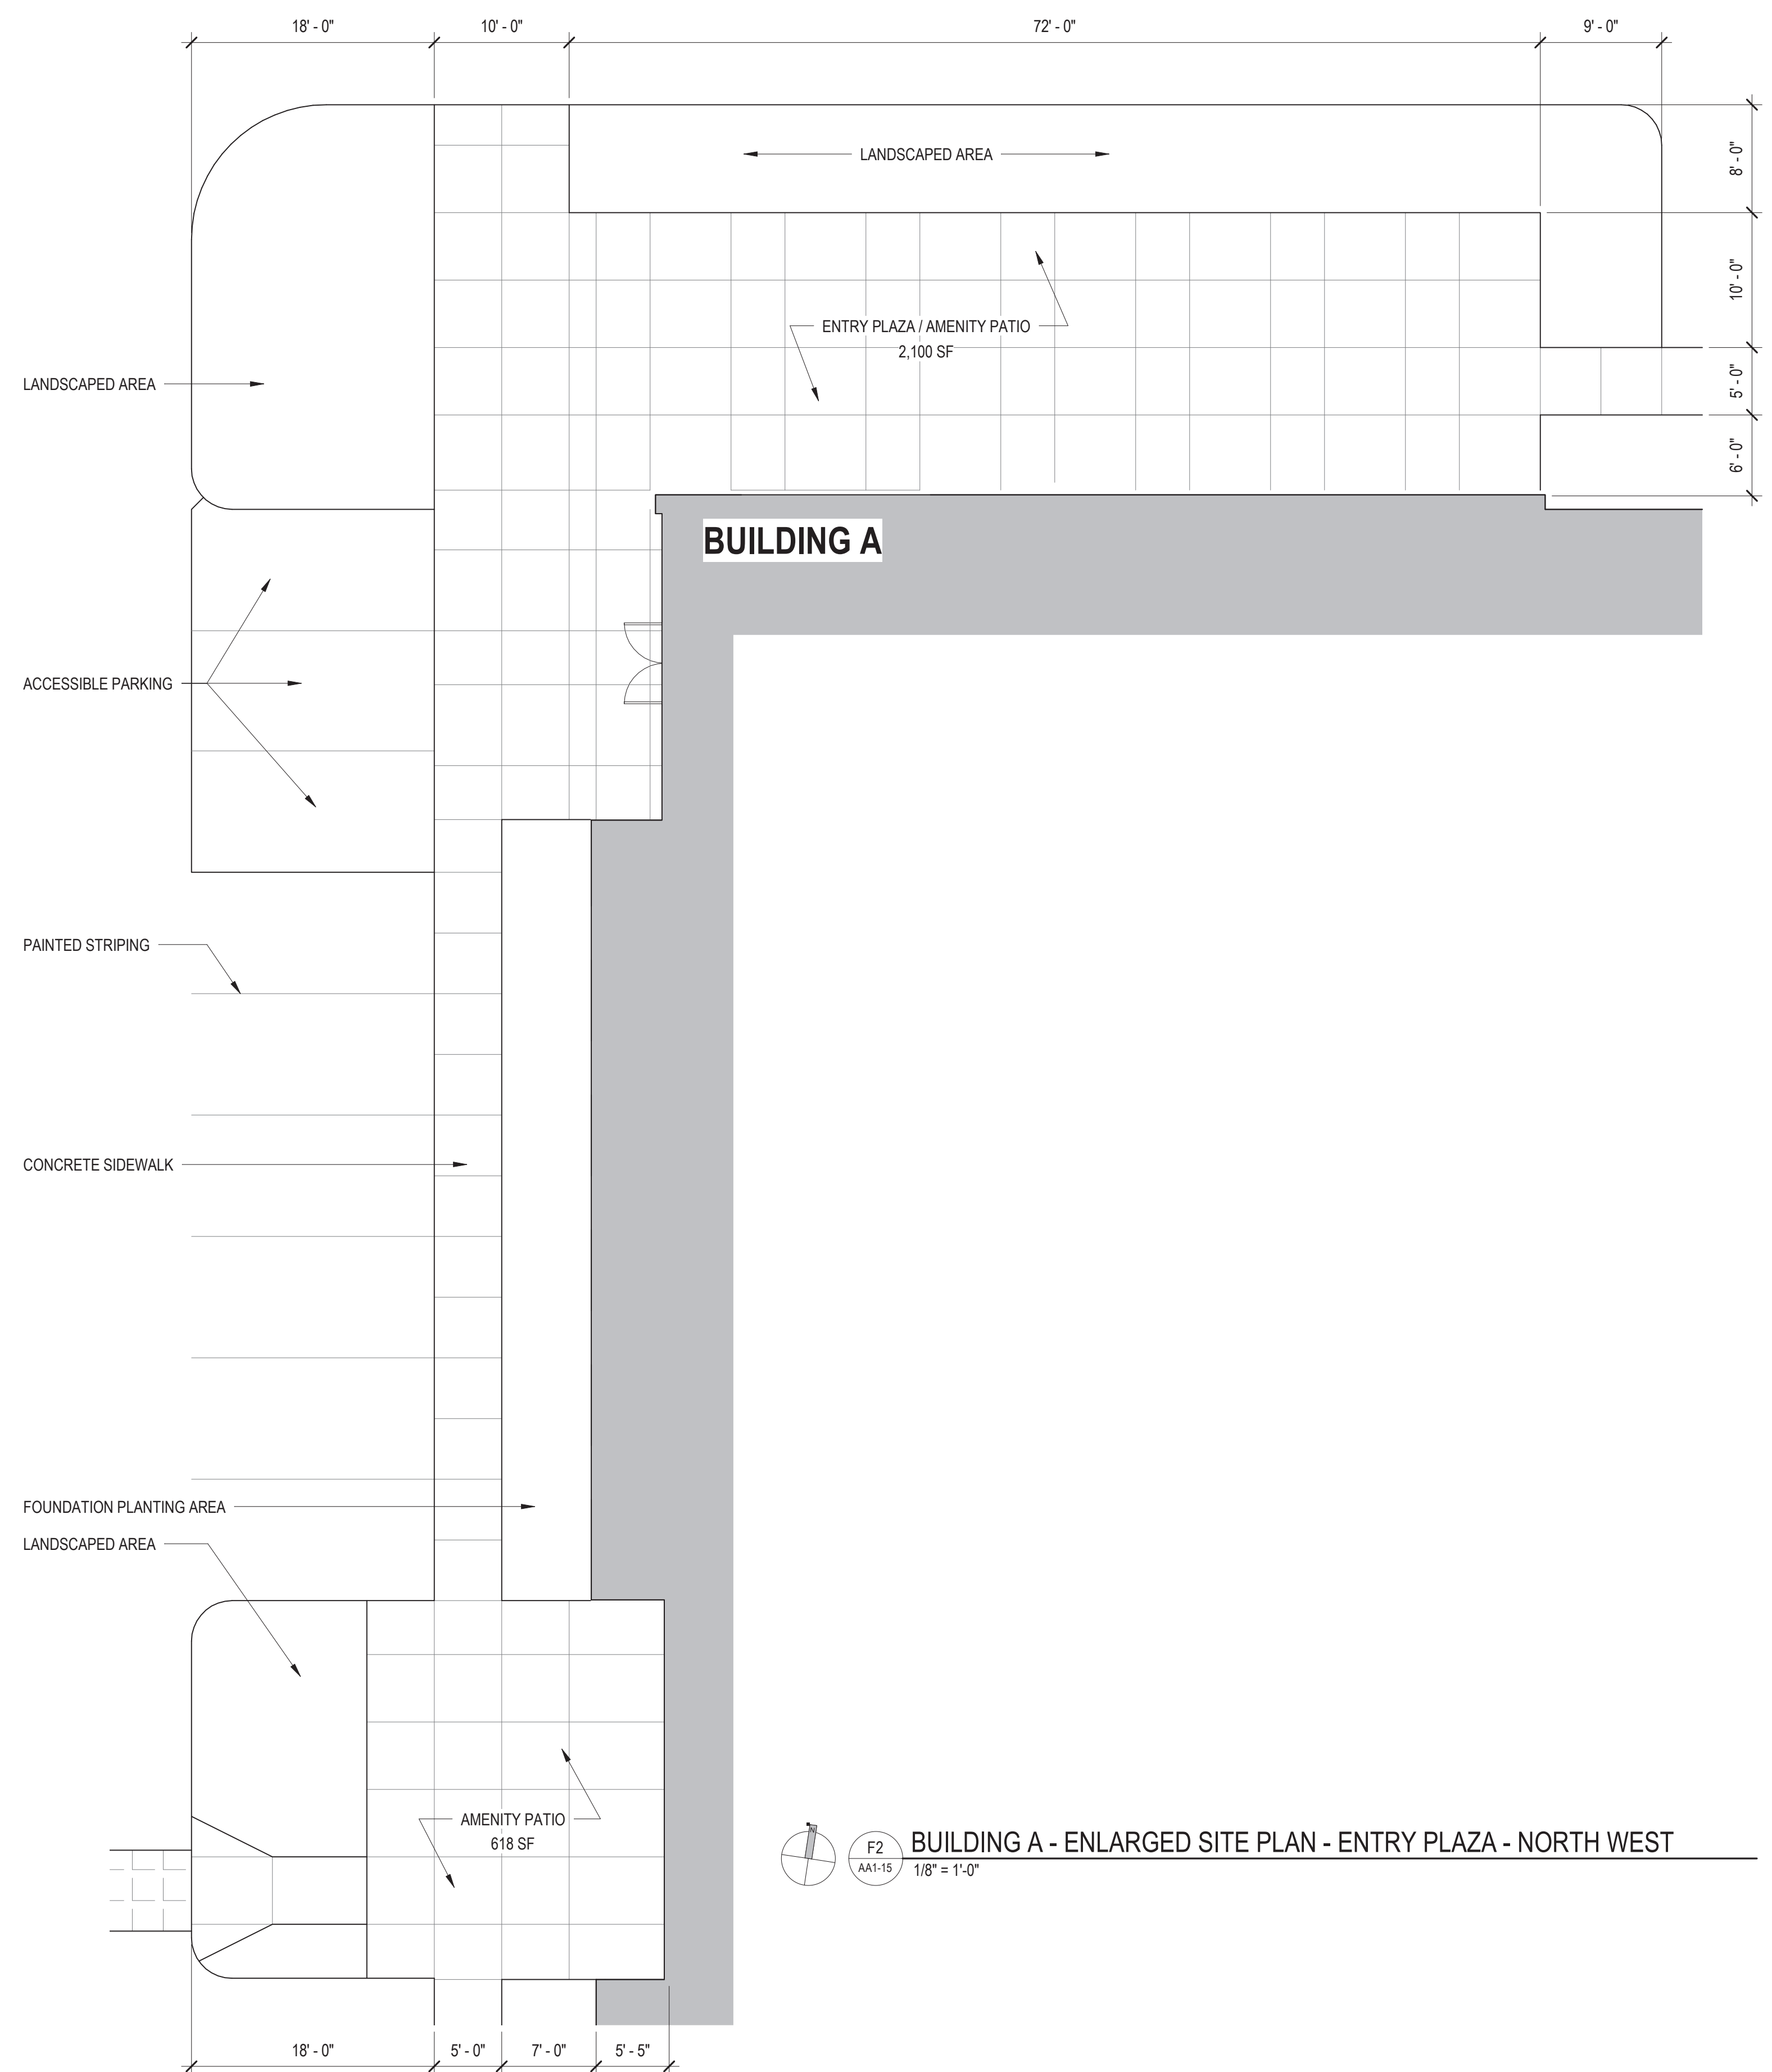 18' - 0"
10' - 0"
72' - 0"
9' - 0"
LANDSCAPED AREA
8' - 0"
10' - 0"
ENTRY PLAZA / AMENITY PATIO
2,100 SF
LANDSCAPED AREA
5' - 0"
6' - 0"
BUILDING A
ACCESSIBLE PARKING
PAINTED STRIPING
CONCRETE SIDEWALK
FOUNDATION PLANTING AREA
LANDSCAPED AREA
AMENITY PATIO
618 SF
N
F2
AA1-15
BUILDING A - ENLARGED SITE PLAN - ENTRY PLAZA - NORTH WEST
1/8" = 1'-0"
18' - 0"
5' - 0"
7' - 0"
5' - 5"